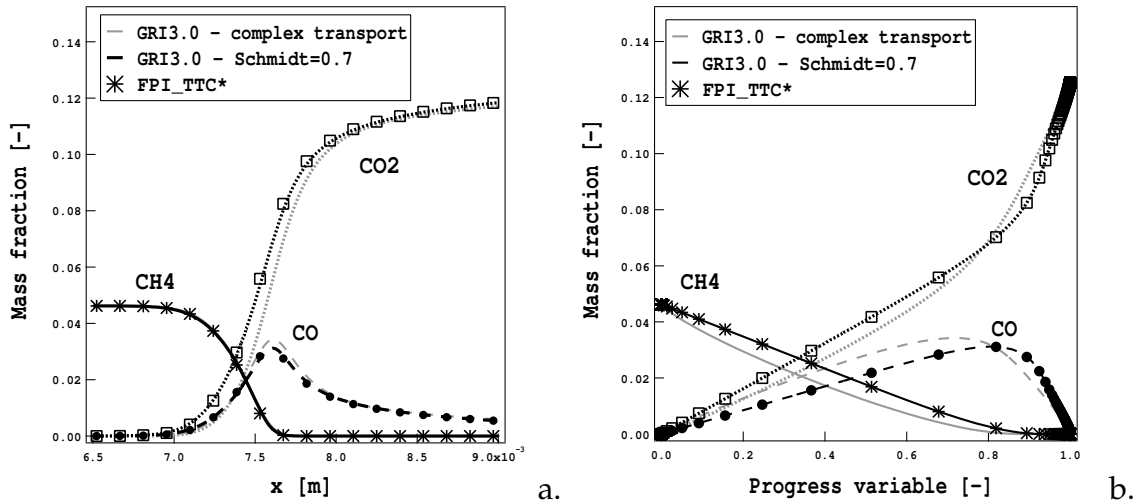 GRI3.0 - complex transport
GRI3.0 - Schmidt=0.7
FPI_TTC*
0.14
0.12
0.10
0.08
0.06
0.04
0.02
0.00
Mass fraction [-]
CO2
CH4
CO
6.5 7.0 7.5 8.0 8.5 9.0x10-3
x [m]
a.
GRI3.0 - complex transport
GRI3.0 - Schmidt=0.7
FPI_TTC*
0.14
0.12
0.10
0.08
0.06
0.04
0.02
0.00
Mass fraction [-]
CO2
CH4
CO
0.0 0.2 0.4 0.6 0.8 1.0
Progress variable [-]
b.